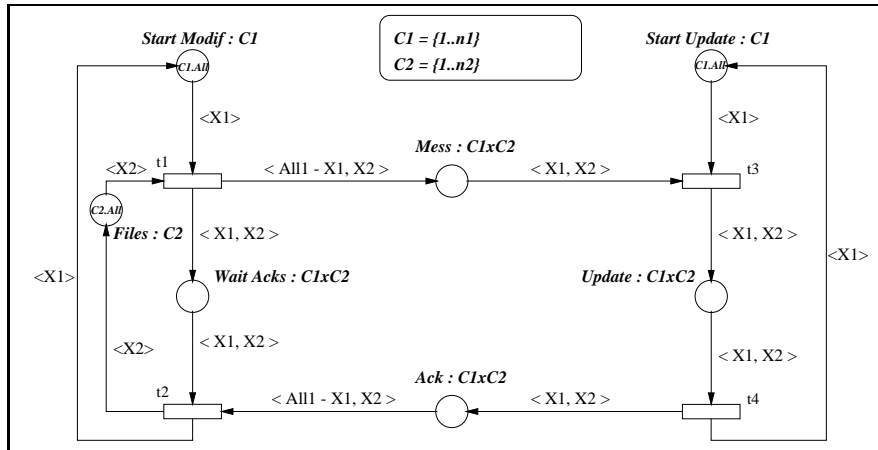 Start Modif : C1
C1 = {1..n1}
C2 = {1..n2}
Start Update : C1
C1.All
C1.All
<X1>
<X1>
Mess : C1xC2
<X2>
t1
< All1 - X1, X2 >
< X1, X2 >
t3
C2.All
Files : C2
< X1, X2 >
< X1, X2 >
<X1>
Wait Acks : C1xC2
Update : C1xC2
<X1>
<X2>
< X1, X2 >
< X1, X2 >
Ack : C1xC2
t2
< All1 - X1, X2 >
< X1, X2 >
t4